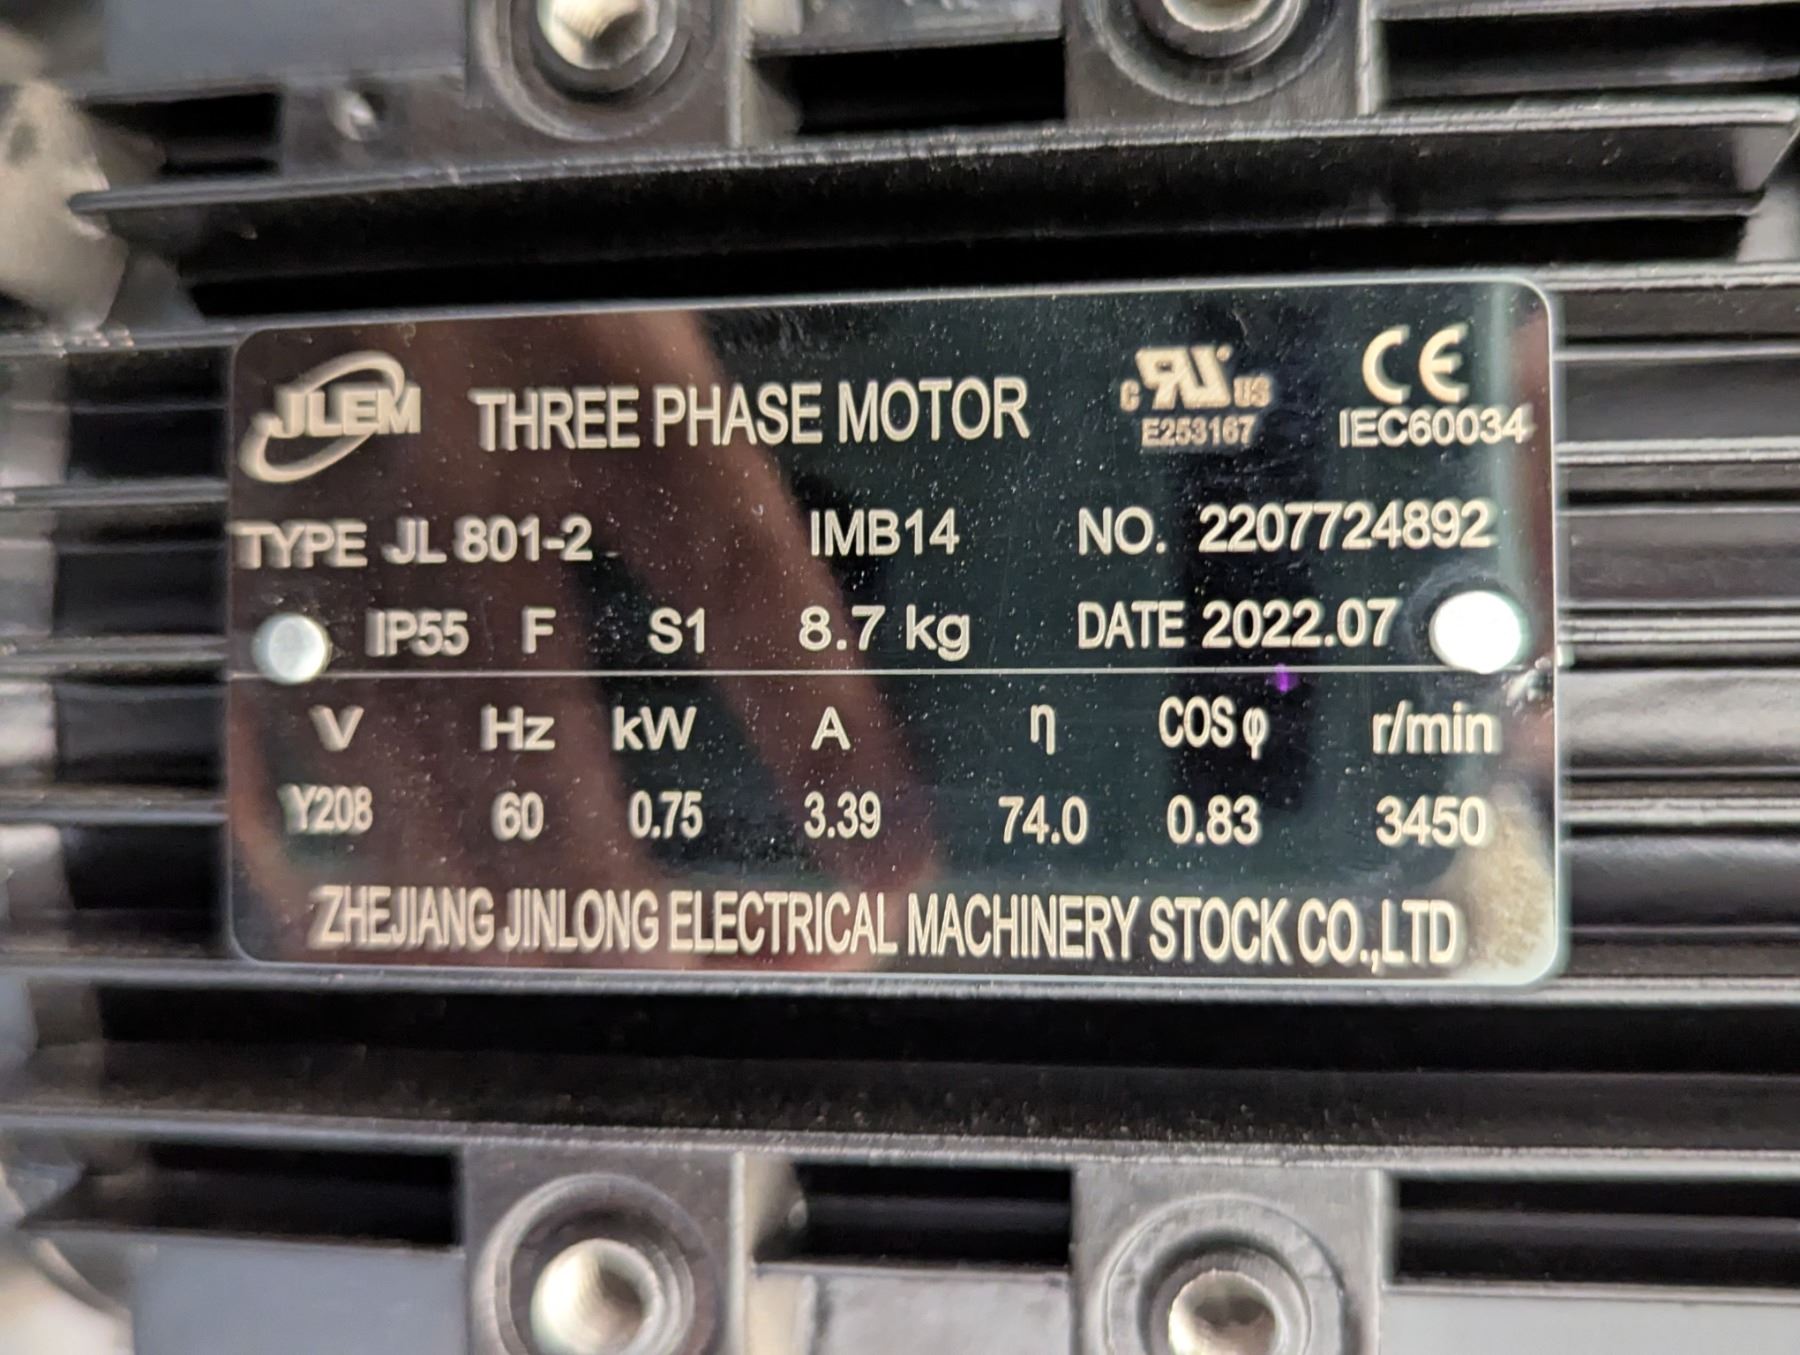 JLEM THREE PHASE MOTOR c RU US CE
E253167 IEC60034
TYPE JL 801-2 IMB14 NO. 2207724892
IP55 F S1 8.7 kg DATE 2022.07
V Hz kW A η COS φ r/min
Y208 60 0.75 3.39 74.0 0.83 3450
ZHEJIANG JINLONG ELECTRICAL MACHINERY STOCK CO.,LTD